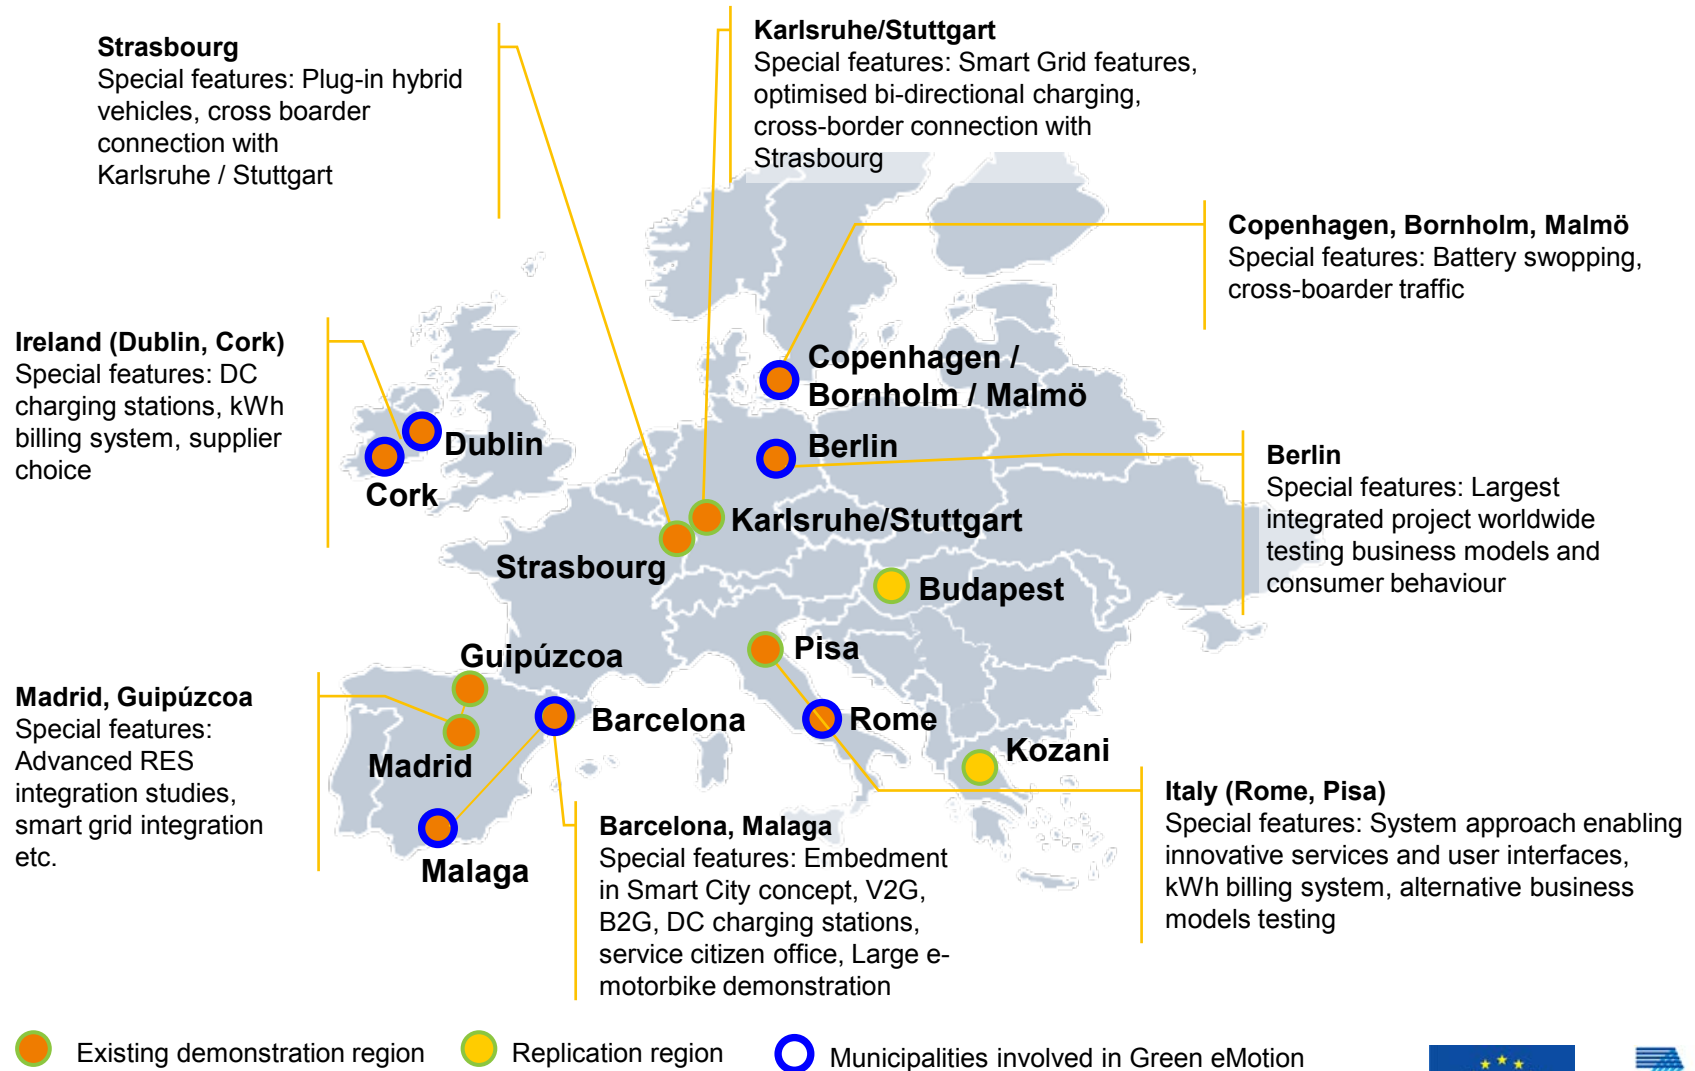 Strasbourg
Special features: Plug-in hybrid
vehicles, cross boarder
connection with
Karlsruhe / Stuttgart
Karlsruhe/Stuttgart
Special features: Smart Grid features,
optimised bi-directional charging,
cross-border connection with
Strasbourg
Copenhagen, Bornholm, Malmö
Special features: Battery swopping,
cross-boarder traffic
Ireland (Dublin, Cork)
Special features: DC
charging stations, kWh
billing system, supplier
choice
Copenhagen /
Bornholm / Malmö
Dublin
Cork
Berlin
Berlin
Special features: Largest
integrated project worldwide
testing business models and
consumer behaviour
Karlsruhe/Stuttgart
Strasbourg
Budapest
Guipúzcoa
Pisa
Madrid, Guipúzcoa
Special features:
Advanced RES
integration studies,
smart grid integration
etc.
Barcelona
Rome
Madrid
Kozani
Malaga
Barcelona, Malaga
Special features: Embedment
in Smart City concept, V2G,
B2G, DC charging stations,
service citizen office, Large e-
motorbike demonstration
Italy (Rome, Pisa)
Special features: System approach enabling
innovative services and user interfaces,
kWh billing system, alternative business
models testing
Existing demonstration region
Replication region
Municipalities involved in Green eMotion